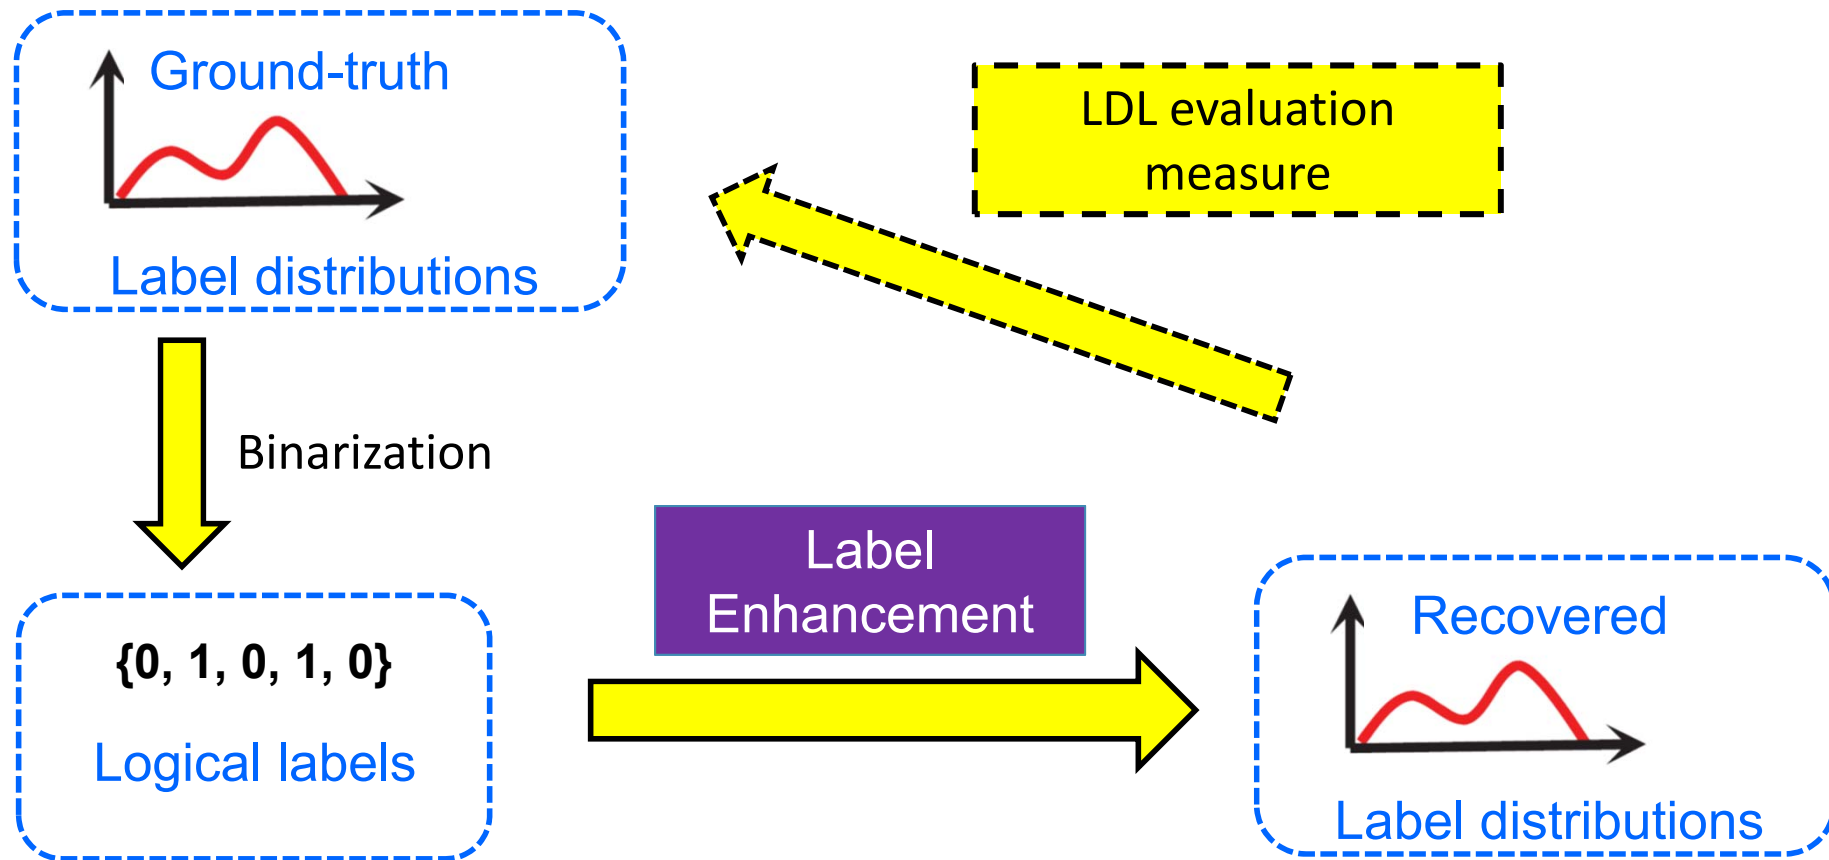 Ground-truth
Label distributions
LDL evaluation
measure
Binarization
Label
Enhancement
{0, 1, 0, 1, 0}
Logical labels
Recovered
Label distributions